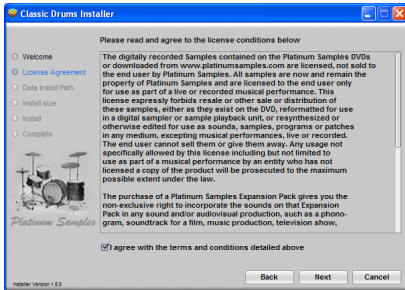 Classic Drums Installer
Please read and agree to the license conditions below
Welcome
License Agreement
Data Install Path
Install size
Install
Complete
Platinum Samples
The digitally recorded Samples contained on the Platinum Samples DVDs
or downloaded from www.platinumsamples.com are licensed, not sold to
the end user by Platinum Samples. All samples are now and remain the
property of Platinum Samples and are licensed to the end user only
for use as part of a live or recorded musical performance. This
license expressly forbids resale or other sale or distribution of
these samples, either as they exist on the DVD, reformatted for use
in a digital sampler or sample playback unit, or resynthesized or
otherwise edited for use as sounds, samples, programs or patches
in any medium, excepting musical performances, live or recorded.
The end user cannot sell them or give them away. Any usage not
specifically allowed by this license including but not limited to
use as part of a musical performance by an entity who has not
licensed a copy of the product will be prosecuted to the maximum
possible extent under the law.
The purchase of a Platinum Samples Expansion Pack gives you the
non-exclusive right to incorporate the sounds on that Expansion
Pack in any sound and/or audiovisual production, such as a phono-
gram, soundtrack for a film, music production, television show,
I agree with the terms and conditions detailed above
Back Next Cancel
Installer Version 1.8.5